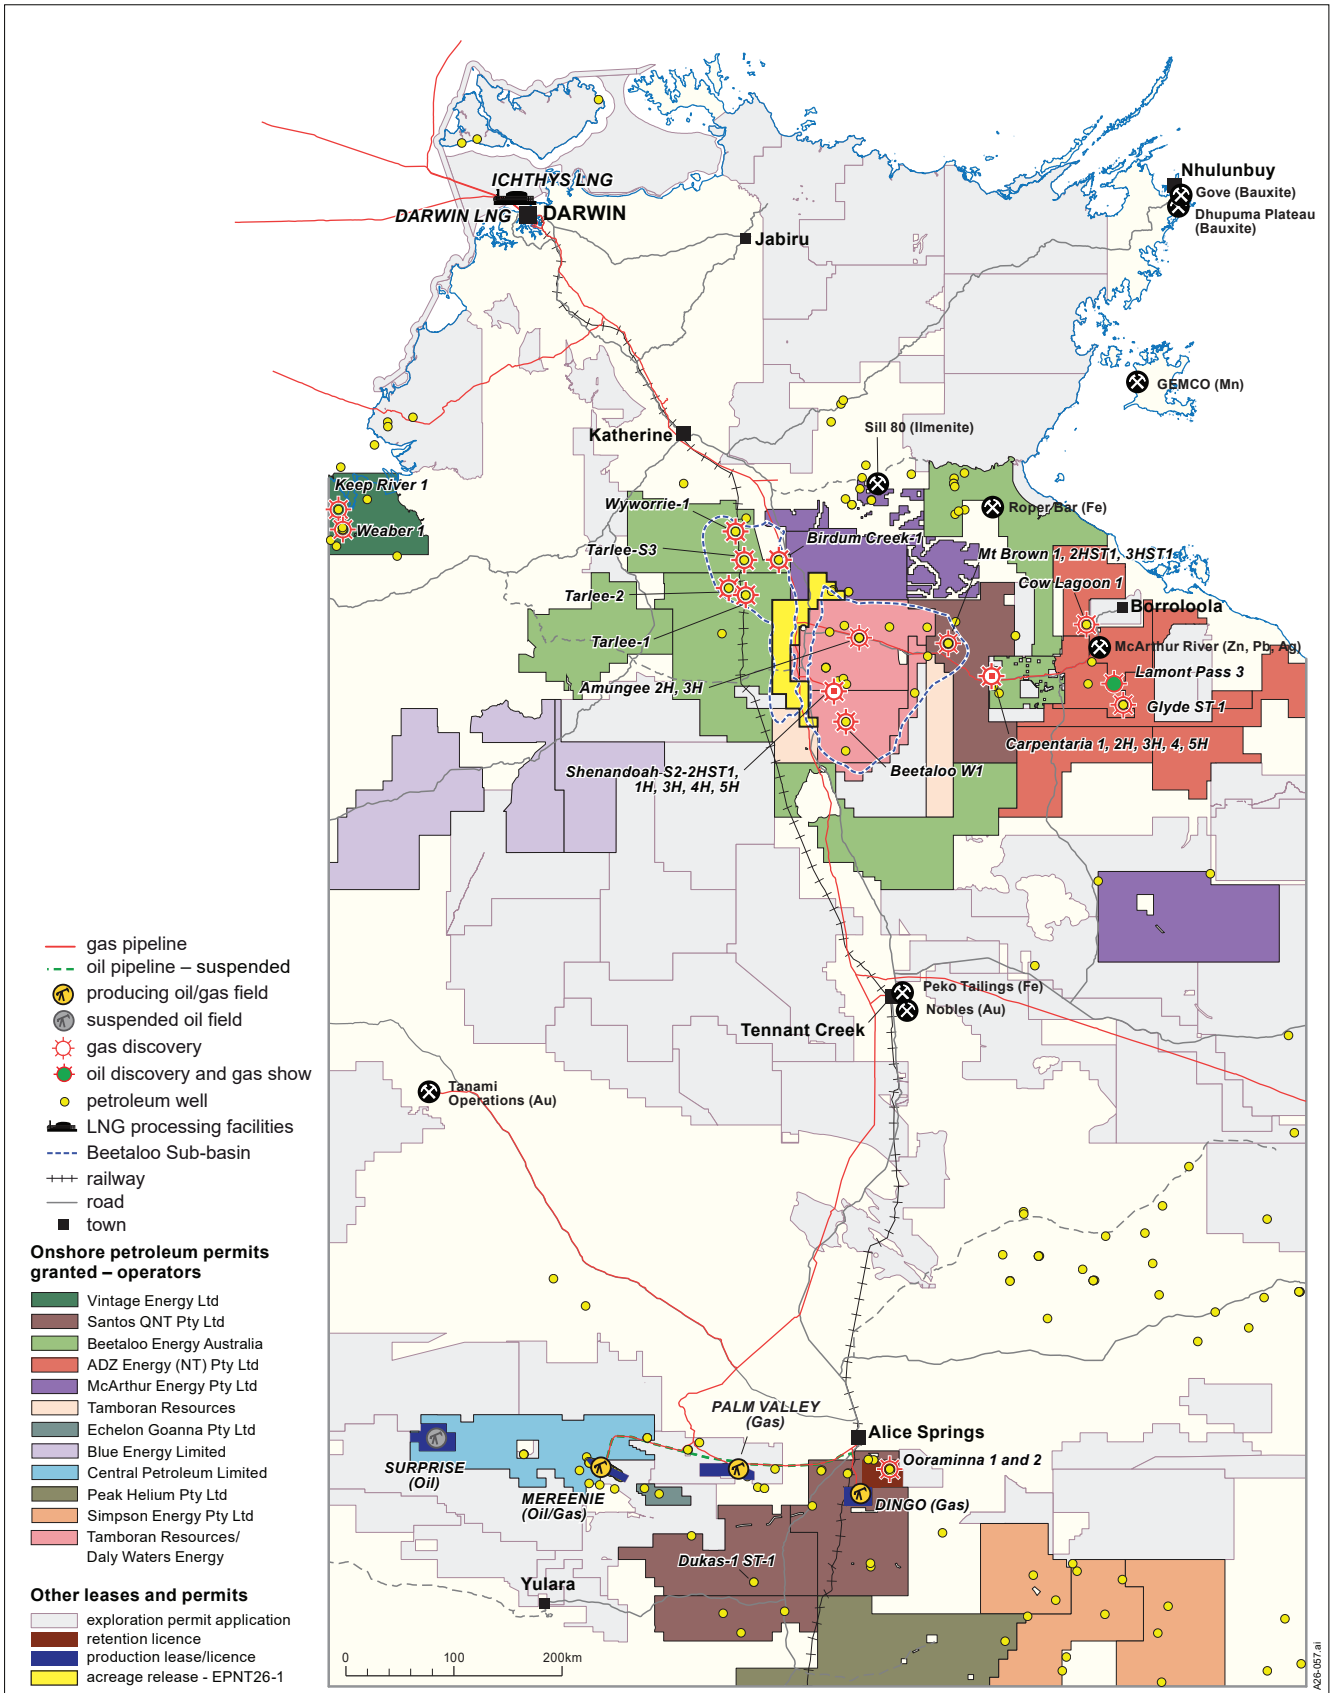 ICHTHYS LNG
DARWIN LNG
DARWIN
Jabiru
Nhulunbuy
Gove (Bauxite)
Dhupuma Plateau
(Bauxite)
GEMCO (Mn)
Katherine
Sill 80 (Ilmenite)
Keep River 1
Weaber 1
Wyworrie-1
Roper Bar (Fe)
Birdum Creek-1
Tarlee-S3
Mt Brown 1, 2HST1, 3HST1
Cow Lagoon 1
Tarlee-2
Borroloola
Tarlee-1
McArthur River (Zn, Pb, Ag)
Lamont Pass 3
Amungee 2H, 3H
Glyde ST-1
Carpentaria 1, 2H, 3H, 4, 5H
Shenandoah S2-2HST1,
1H, 3H, 4H, 5H
Beetaloo W1
Peko Tailings (Fe)
Nobles (Au)
Tennant Creek
Tanami
Operations (Au)
PALM VALLEY
(Gas)
Alice Springs
Ooraminna 1 and 2
SURPRISE
(Oil)
MEREENIE
(Oil/Gas)
DINGO (Gas)
Dukas-1 ST-1
Yulara
gas pipeline
oil pipeline – suspended
producing oil/gas field
suspended oil field
gas discovery
oil discovery and gas show
petroleum well
LNG processing facilities
Beetaloo Sub-basin
railway
road
town
Onshore petroleum permits
granted – operators
Vintage Energy Ltd
Santos QNT Pty Ltd
Beetaloo Energy Australia
ADZ Energy (NT) Pty Ltd
McArthur Energy Pty Ltd
Tamboran Resources
Echelon Goanna Pty Ltd
Blue Energy Limited
Central Petroleum Limited
Peak Helium Pty Ltd
Simpson Energy Pty Ltd
Tamboran Resources/
Daly Waters Energy
Other leases and permits
exploration permit application
retention licence
production lease/licence
acreage release - EPNT26-1
0 100 200km
A26-057.ai